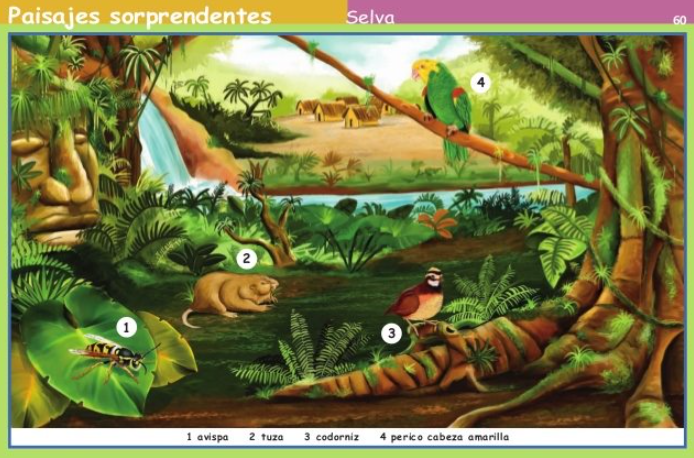 Paisajes sorprendentes Selva 60
4
2
1
3
1 avispa 2 tuza 3 codorniz 4 perico cabeza amarilla